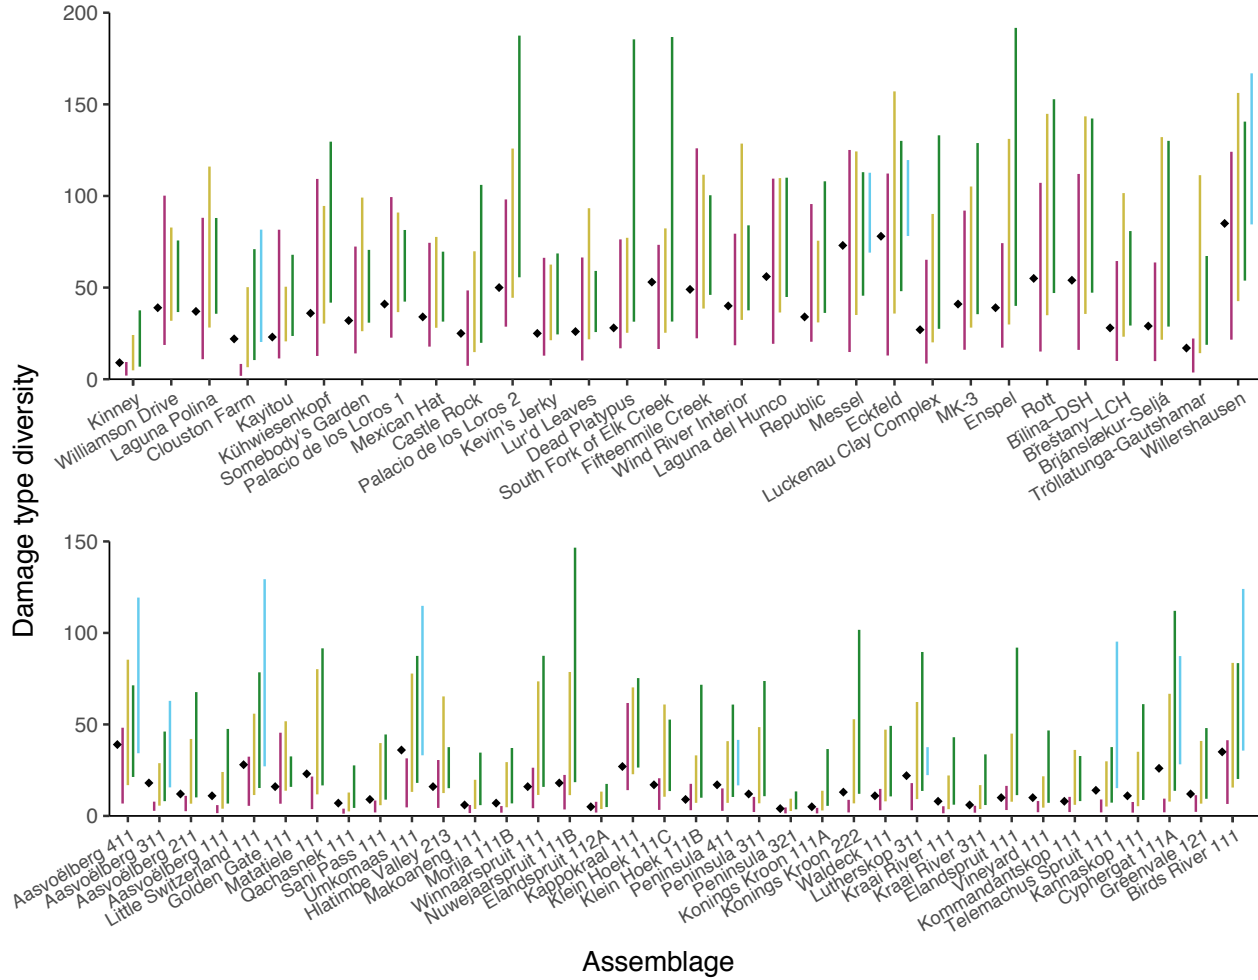 200
150
100
50
0
Kinney
Williamson Drive
Laguna Polina
Clouston Farm
Kayitou
Kühwiesenkopf
Somebody's Garden
Palacio de los Loros 1
Mexican Hat
Castle Rock
Palacio de los Loros 2
Kevin's Jerky
Lur'd Leaves
Dead Platypus
South Fork of Elk Creek
Fifteenmile Creek
Wind River Interior
Laguna del Hunco
Republic
Messel
Eckfeld
Luckenau Clay Complex
MK-3
Enspel
Rott
Bílina–DSH
Břešťany–LCH
Brjánslækur-Seljá
Tröllatunga-Gautshamar
Willershausen
Damage type diversity
150
100
50
0
Aasvoëlberg 411
Aasvoëlberg 311
Aasvoëlberg 211
Aasvoëlberg 111
Little Switzerland 111
Golden Gate 111
Matatiele 111
Qachasnek 111
Sani Pass 111
Umkomaas 111
Hlatimbe Valley 213
Makoaneng 111
Morija 111B
Winnaarspruit 111
Nuwejaarspruit 111B
Elandspruit 112A
Kappokraal 111
Klein Hoek 111C
Klein Hoek 111B
Peninsula 411
Peninsula 311
Peninsula 321
Kings Kroon 111A
Konings Kroon 222
Waldeck 111
Lutherskop 311
Kraai River 111
Kraai River 311
Elandspruit 111
Vineyard 111
Kommandantskop 111
Telemachus Spruit 111
Kannaskop 111
Cyphergat 111A
Greenvale 121
Birds River 111
Assemblage